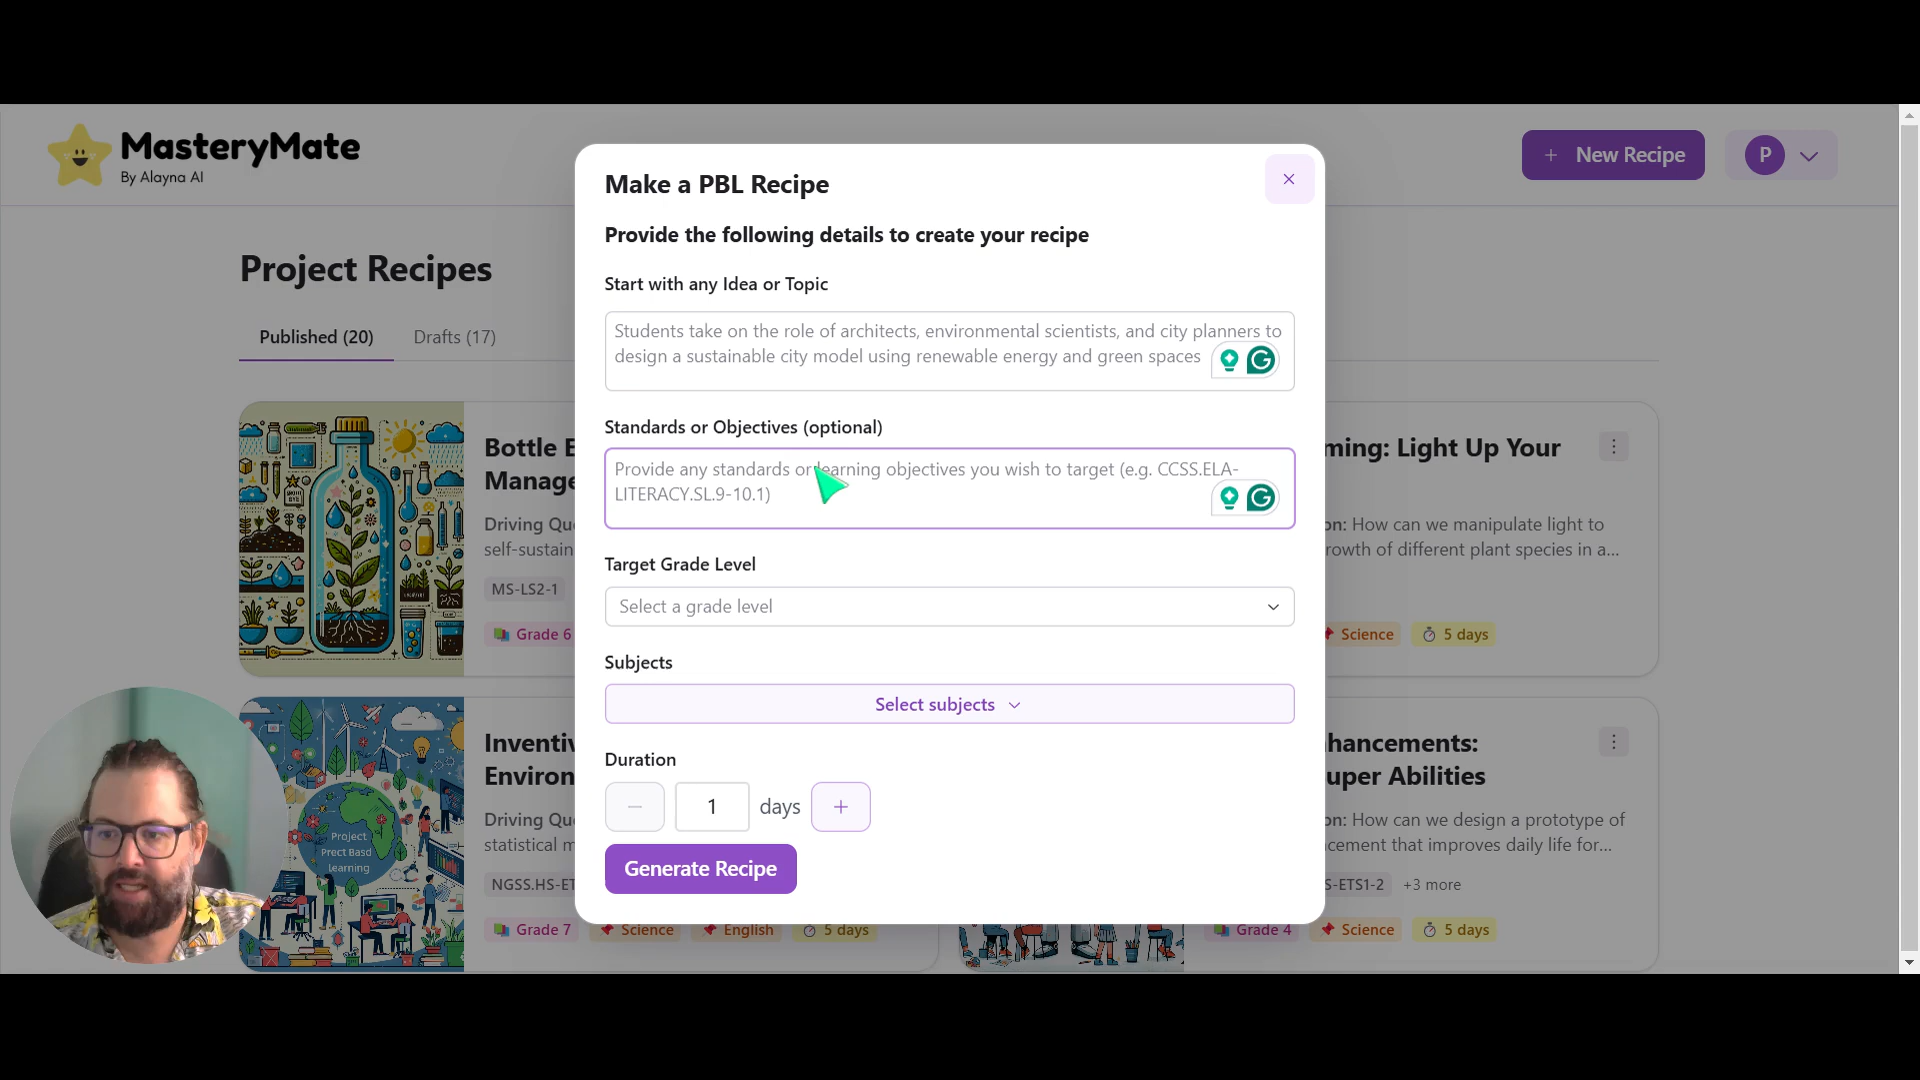 MasteryMate
By Alayna AI
+ New Recipe
P
Project Recipes
Published (20)
Drafts (17)
Make a PBL Recipe
Provide the following details to create your recipe
Start with any Idea or Topic
Students take on the role of architects, environmental scientists, and city planners to
design a sustainable city model using renewable energy and green spaces
Standards or Objectives (optional)
Provide any standards or learning objectives you wish to target (e.g. CCSS.ELA-
LITERACY.SL.9-10.1)
Target Grade Level
Select a grade level
Subjects
Select subjects
Duration
1
days
Generate Recipe
Bottle
Manage
Driving
self-sustain
MS-LS2-1
Grade 6
ming: Light Up Your
on: How can we manipulate light to
rowth of different plant species in a...
Science
5 days
Project
Prect Basd
learning
Inventi
Environ
Driving
statistical m
NGSS.HS-ET
Grade 7
Science
English
5 days
hancements:
uper Abilities
on: How can we design a prototype of
cement that improves daily life for...
S-ETS1-2
+3 more
Grade 4
Science
5 days